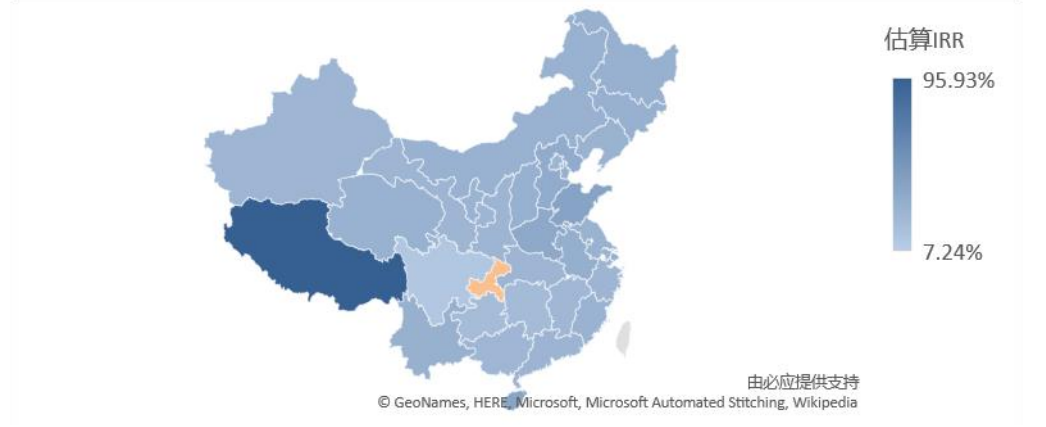 估算IRR
95.93%
7.24%
由必应提供支持
© GeoNames, HERE, Microsoft, Microsoft Automated Stitching, Wikipedia